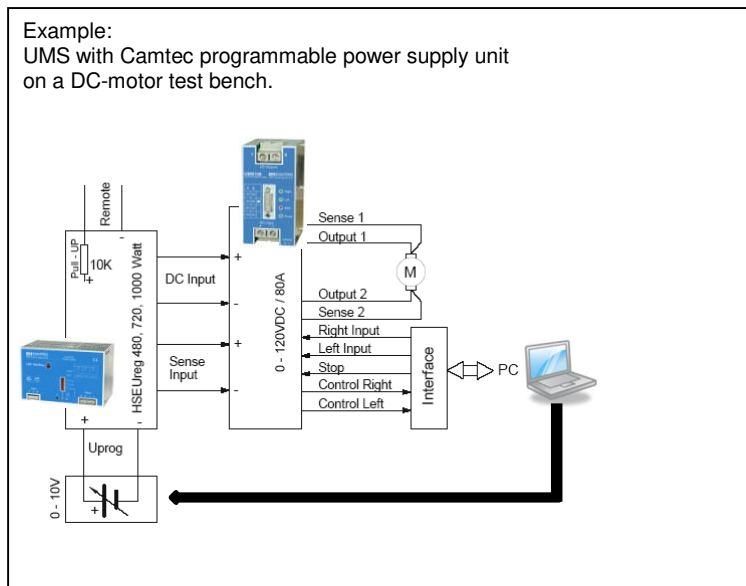 Example:
UMS with Camtec programmable power supply unit
on a DC-motor test bench.
Remote
-
Pull - UP
10K
+
HSEUreg 480, 720, 1000 Watt
+
-
Uprog
0 - 10V
+
DC Input
Sense
Input
+
-
+
-
0 - 120VDC / 80A
Sense 1
Output 1
M
Output 2
Sense 2
Right Input
Left Input
Stop
Control Right
Control Left
Interface
PC